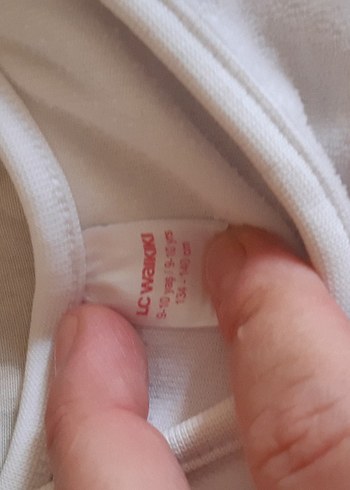 LC WAIKIKI
9-10 yaş / 9-10 yrs
134 - 140 cm